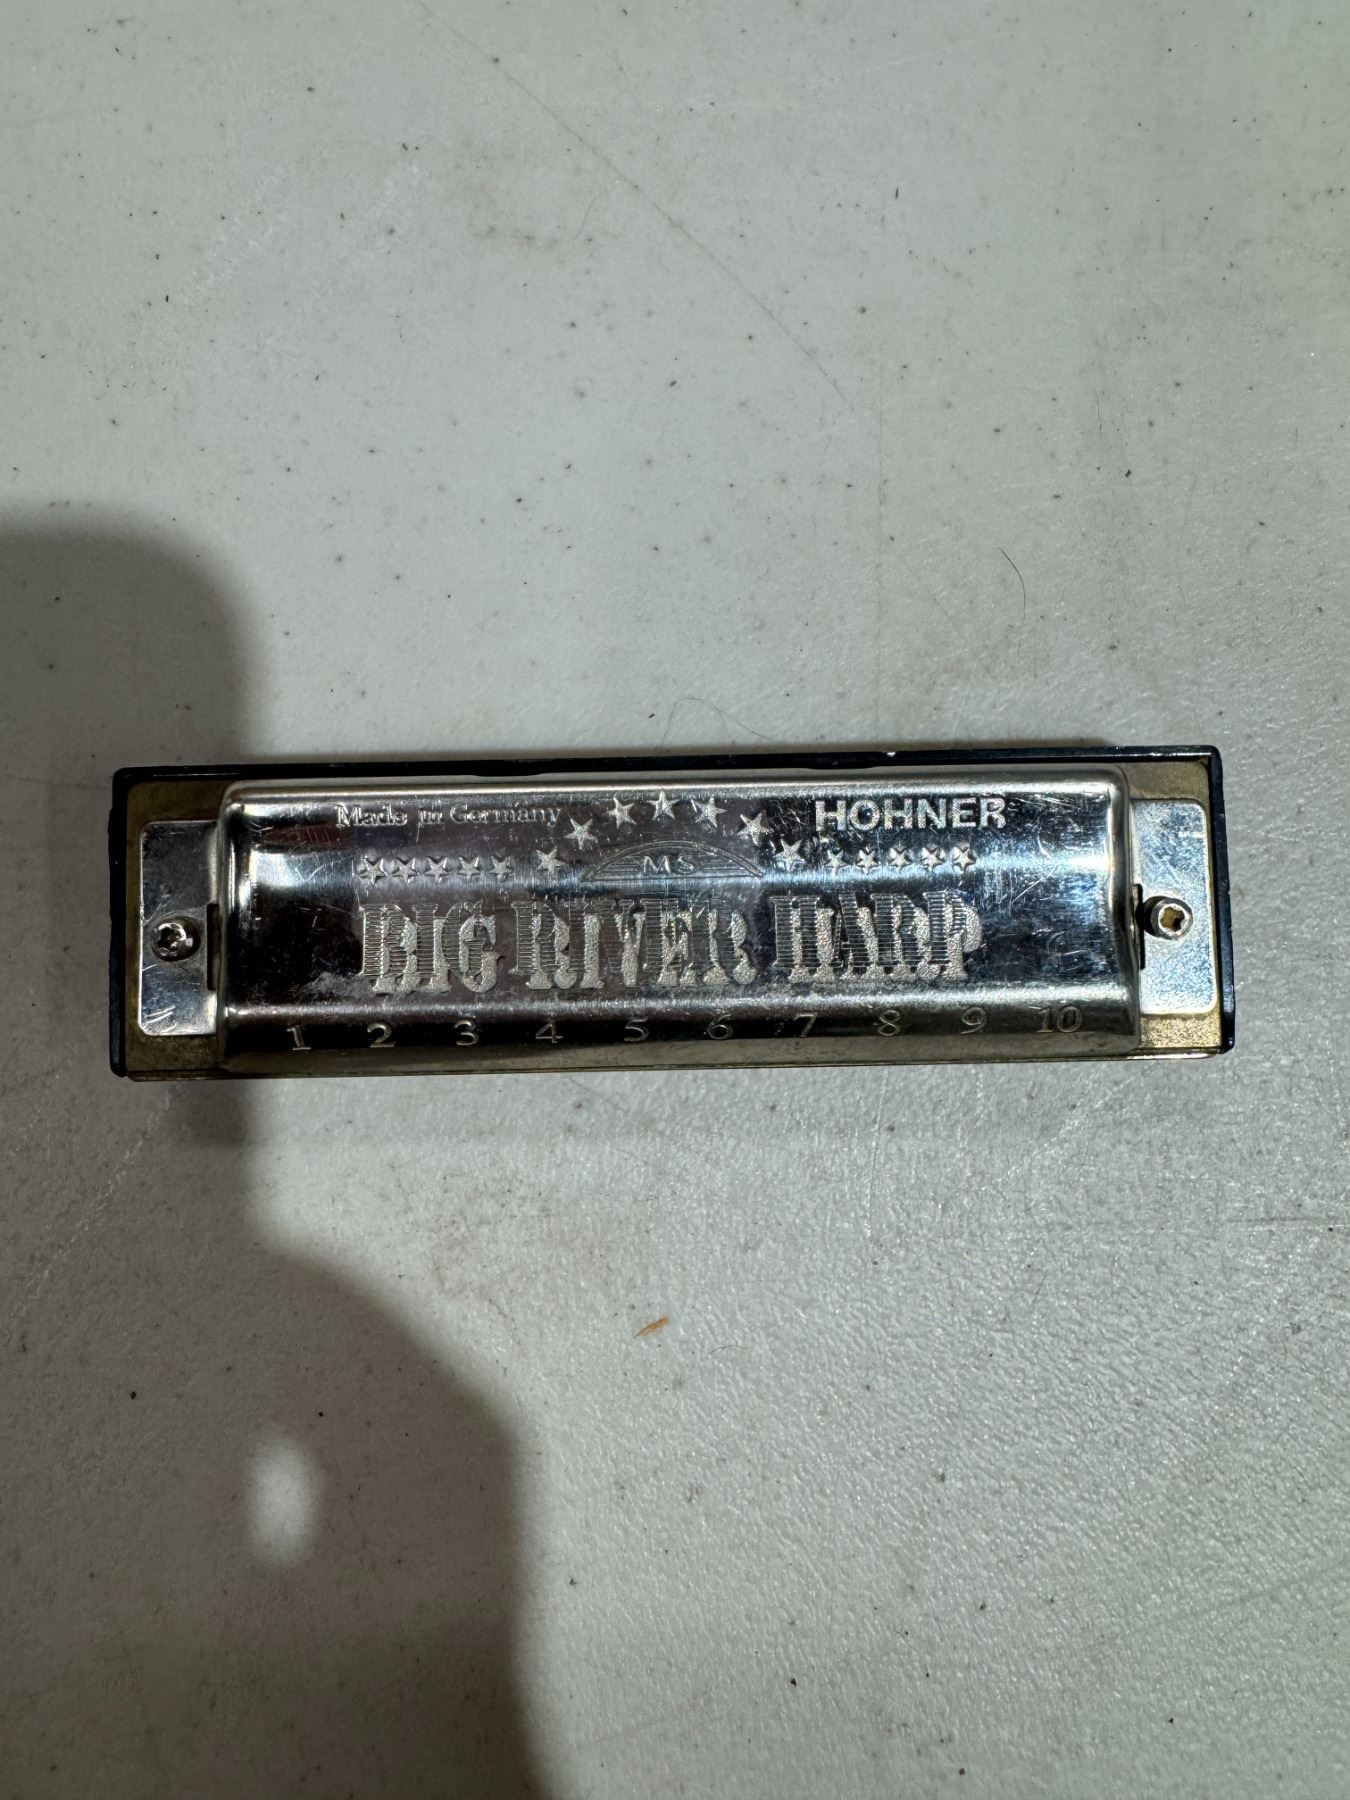 Made in Germany HOHNER
MS
BIG RIVER HARP
1 2 3 4 5 6 7 8 9 10